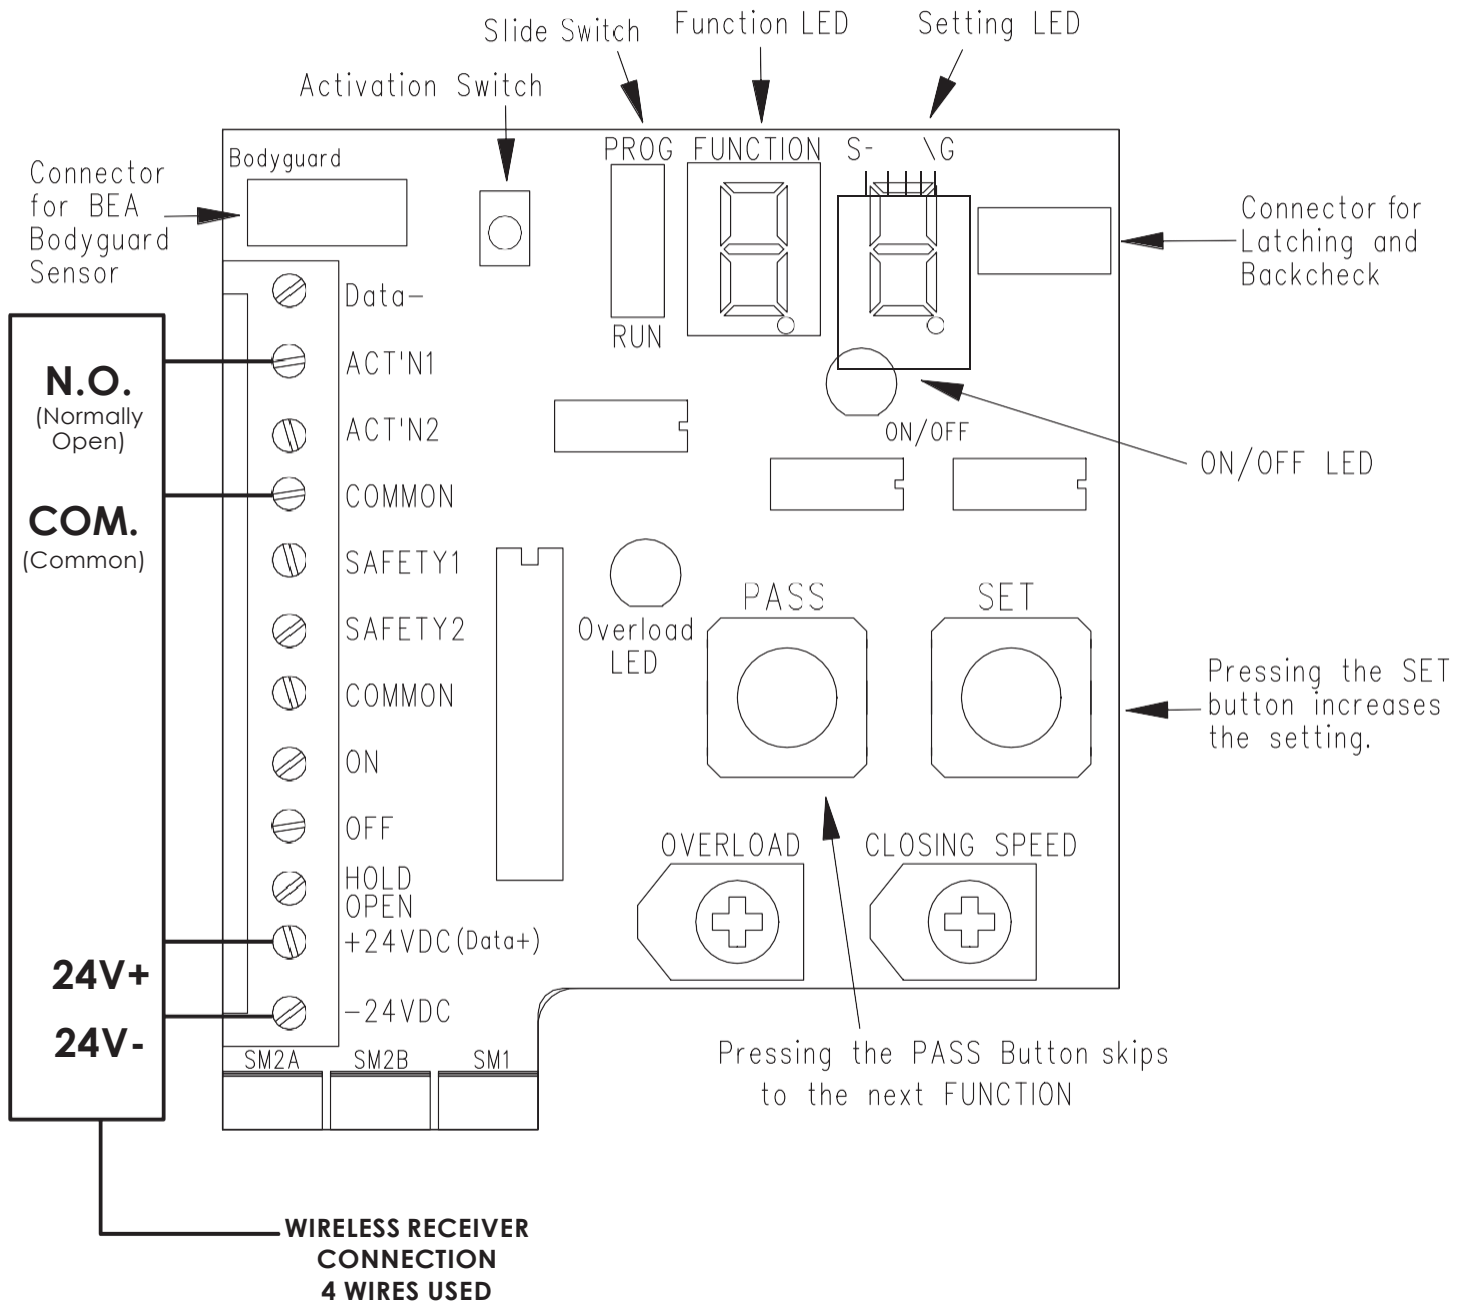 Slide Switch
Function LED
Setting LED
Activation Switch
PROG
FUNCTION
S-
\G
Bodyguard
Connector
for BEA
Bodyguard
Sensor
Connector for
Latching and
Backcheck
Data-
RUN
N.O.
(Normally
Open)
ACT'N1
ACT'N2
ON/OFF
ON/OFF LED
COM.
(Common)
COMMON
SAFETY1
SAFETY2
Overload
LED
PASS
SET
COMMON
Pressing the SET
button increases
the setting.
ON
OFF
OVERLOAD
CLOSING SPEED
HOLD
OPEN
+24VDC(Data+)
24V+
-24VDC
24V-
SM2A
SM2B
SM1
Pressing the PASS Button skips
to the next FUNCTION
WIRELESS RECEIVER
CONNECTION
4 WIRES USED